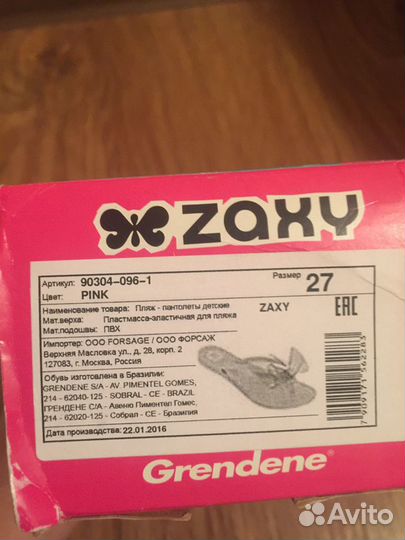 zaxy
Артикул: 90304-096-1
Цвет: PINK
Размер 27
Наименование товара: Пляж - пантолеты детские
Мат.верха: Пластмасса-эластичная для пляжа
Мат.подошвы: ПВХ
ZAXY
EAC
Импортер: ООО FORSAGE / ООО ФОРСАЖ
Верхняя Масловка ул., д. 28, корп. 2
127083, г. Москва, Россия
Обувь изготовлена в Бразилии:
GRENDENE S/A - AV. PIMENTEL GOMES,
214 - 62040-125 - SOBRAL - CE - BRAZIL
ГРЕНДЕНЕ С/А - Авеню Пиментел Гомес,
214 - 62020-125 - Собрал - CE - Бразилия
Дата производства: 22.01.2016
7909171562283
Grendene®
Avito